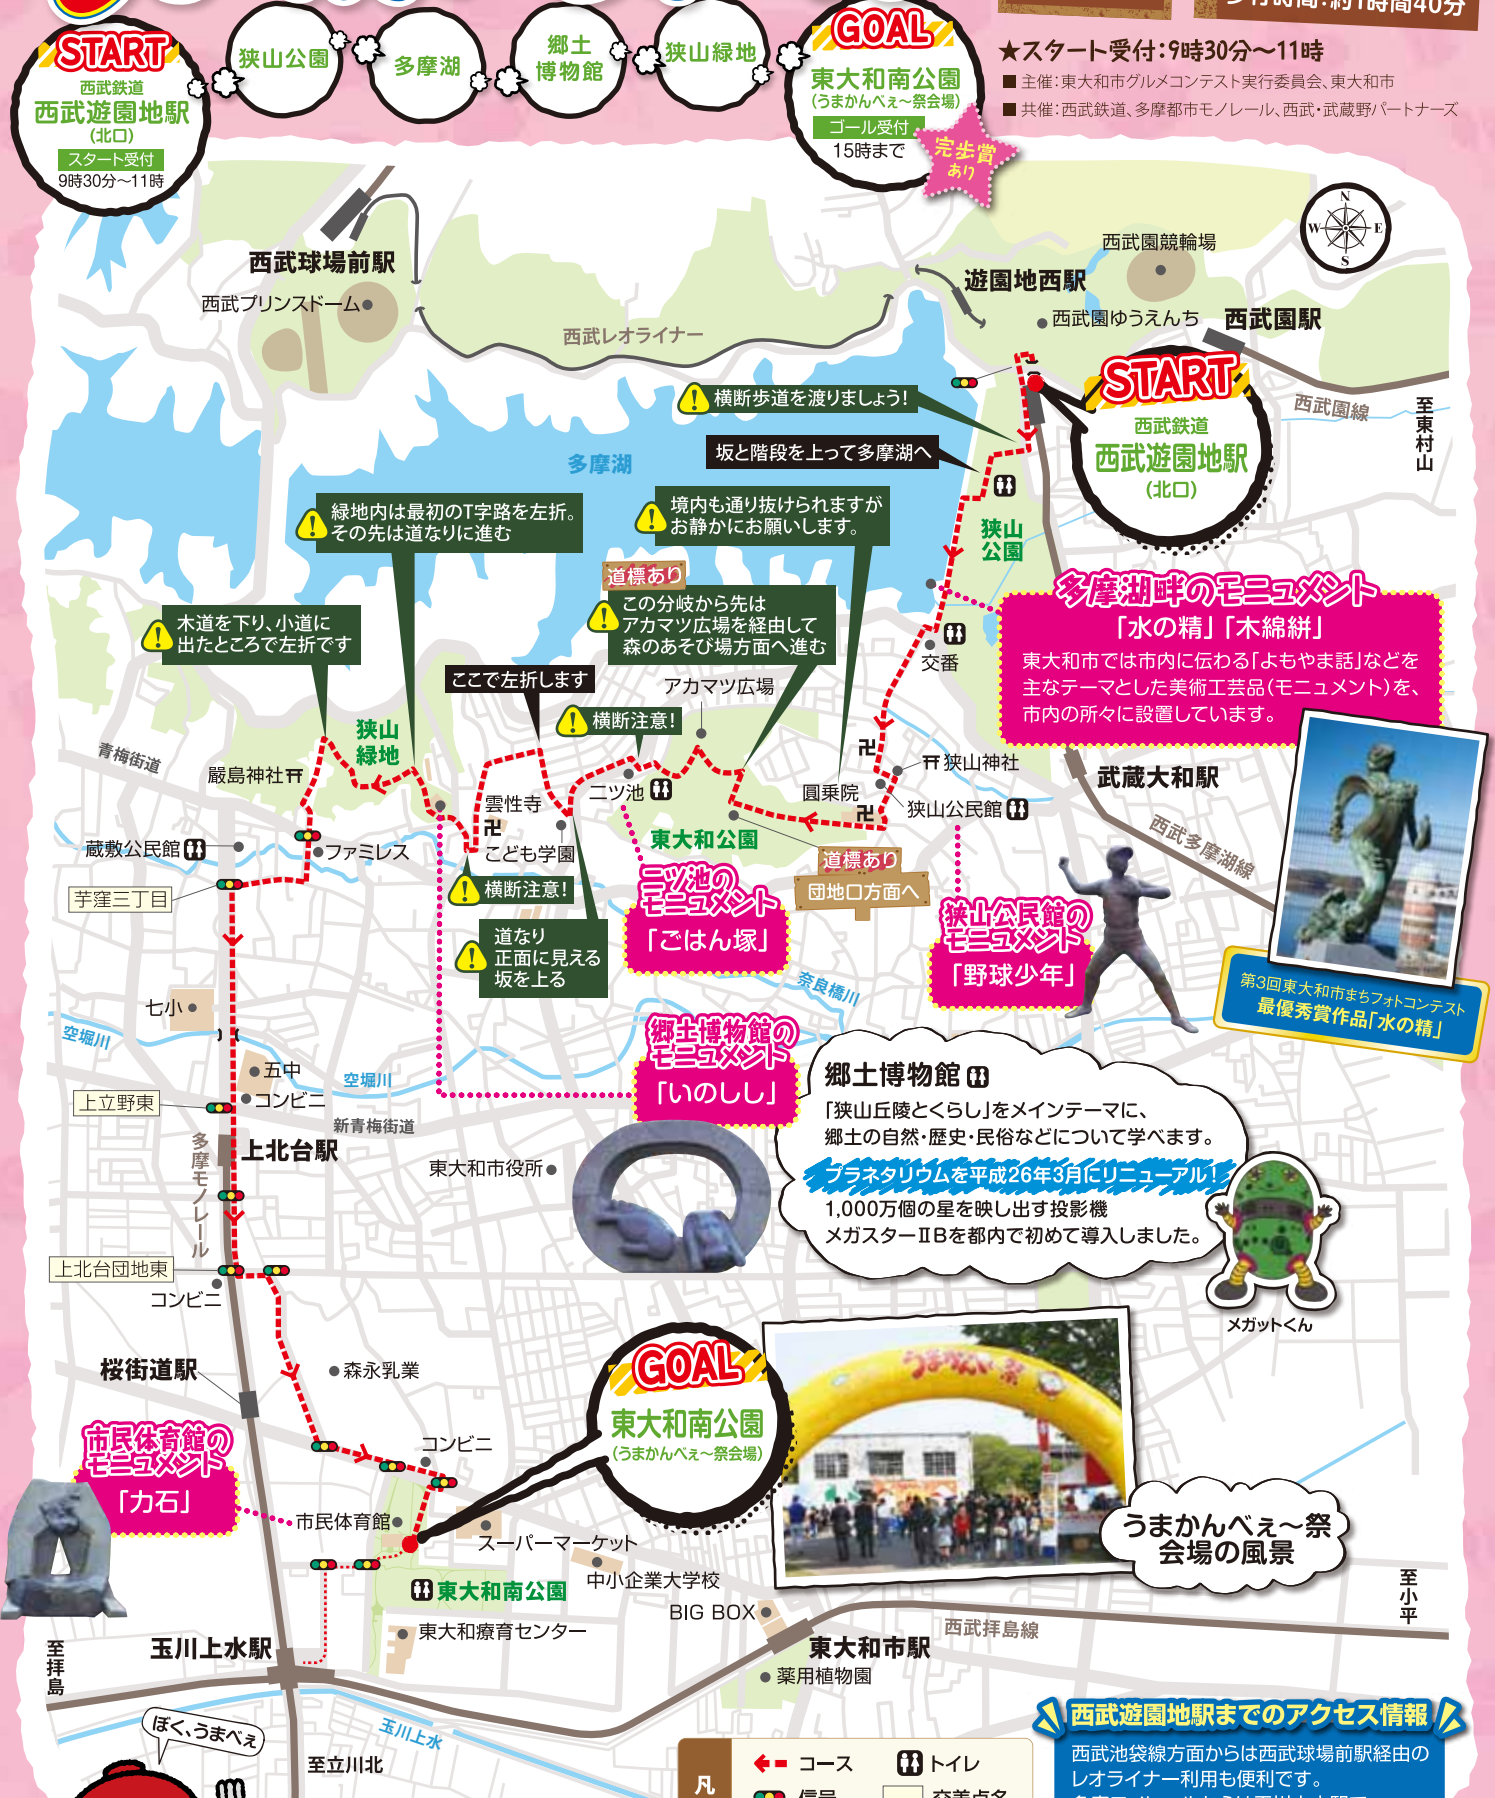 START
西武鉄道
西武遊園地駅
(北口)
スタート受付
9時30分〜11時
狭山公園
多摩湖
郷土
博物館
狭山緑地
GOAL
東大和南公園
(うまかんべぇ〜祭会場)
ゴール受付
15時まで
完歩賞
あり
★スタート受付：9時30分〜11時
■主催：東大和市グルメコンテスト実行委員会、東大和市
■共催：西武鉄道、多摩都市モノレール、西武・武蔵野パートナーズ
N
W
E
S
西武球場前駅
西武プリンスドーム
西武レオライナー
西武園競輪場
遊園地西駅
西武園ゆうえんち
西武園駅
西武園線
至東村山
START
西武鉄道
西武遊園地駅
(北口)
横断歩道を渡りましょう！
坂と階段を上って多摩湖へ
多摩湖
緑地内は最初のT字路を左折。
その先は道なりに進む
境内も通り抜けられますが
お静かにお願いします。
狭山
公園
道標あり
この分岐から先は
アカマツ広場を経由して
森のあそび場方面へ進む
木道を下り、小道に
出たところで左折です
ここで左折します
横断注意！
アカマツ広場
交番
多摩湖畔のモニュメント
「水の精」「木綿絣」
東大和市では市内に伝わる「よもやま話」などを
主なテーマとした美術工芸品（モニュメント）を、
市内の所々に設置しています。
青梅街道
狭山
緑地
嚴島神社
雲性寺
こども学園
二ツ池
東大和公園
圓乗院
狭山神社
狭山公民館
武蔵大和駅
西武多摩湖線
蔵敷公民館
ファミレス
芋窪三丁目
横断注意！
道標あり
団地口方面へ
道なり
正面に見える
坂を上る
二ツ池の
モニュメント
「ごはん塚」
狭山公民館の
モニュメント
「野球少年」
第3回東大和市まちフォトコンテスト
最優秀賞作品「水の精」
奈良橋川
七小
空堀川
五中
コンビニ
空堀川
上立野東
新青梅街道
上北台駅
多摩モノレール
東大和市役所
郷土博物館の
モニュメント
「いのしし」
郷土博物館
「狭山丘陵とくらし」をメインテーマに、
郷土の自然・歴史・民俗などについて学べます。
プラネタリウムを平成26年3月にリニューアル！
1,000万個の星を映し出す投影機
メガスターⅡBを都内で初めて導入しました。
メガットくん
上北台団地東
コンビニ
桜街道駅
森永乳業
コンビニ
GOAL
東大和南公園
(うまかんべぇ〜祭会場)
うまかんべぇ〜祭
会場の風景
市民体育館の
モニュメント
「力石」
市民体育館
スーパーマーケット
中小企業大学校
東大和南公園
BIG BOX
東大和療育センター
東大和市駅
西武拝島線
至小平
薬用植物園
玉川上水駅
至拝島
玉川上水
至立川北
ぼく、うまべぇ
凡
コース
トイレ
西武遊園地駅までのアクセス情報
西武池袋線方面からは西武球場前駅経由の
レオライナー利用も便利です。